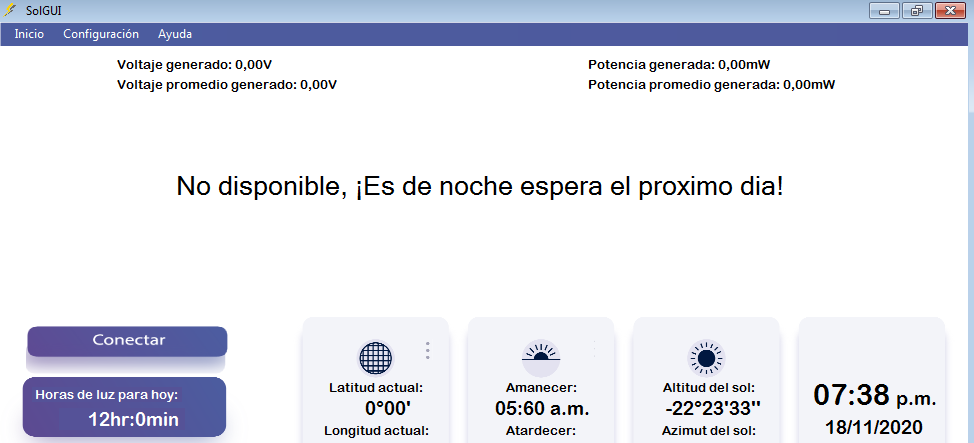 SolGUI
Inicio Configuración Ayuda
Voltaje generado: 0,00V
Voltaje promedio generado: 0,00V
Potencia generada: 0,00mW
Potencia promedio generada: 0,00mW
No disponible, ¡Es de noche espera el proximo dia!
Conectar
Horas de luz para hoy:
12hr:0min
Latitud actual:
0°00'
Longitud actual:
Amanecer:
05:60 a.m.
Atardecer:
Altitud del sol:
-22°23'33''
Azimut del sol:
07:38 p.m.
18/11/2020